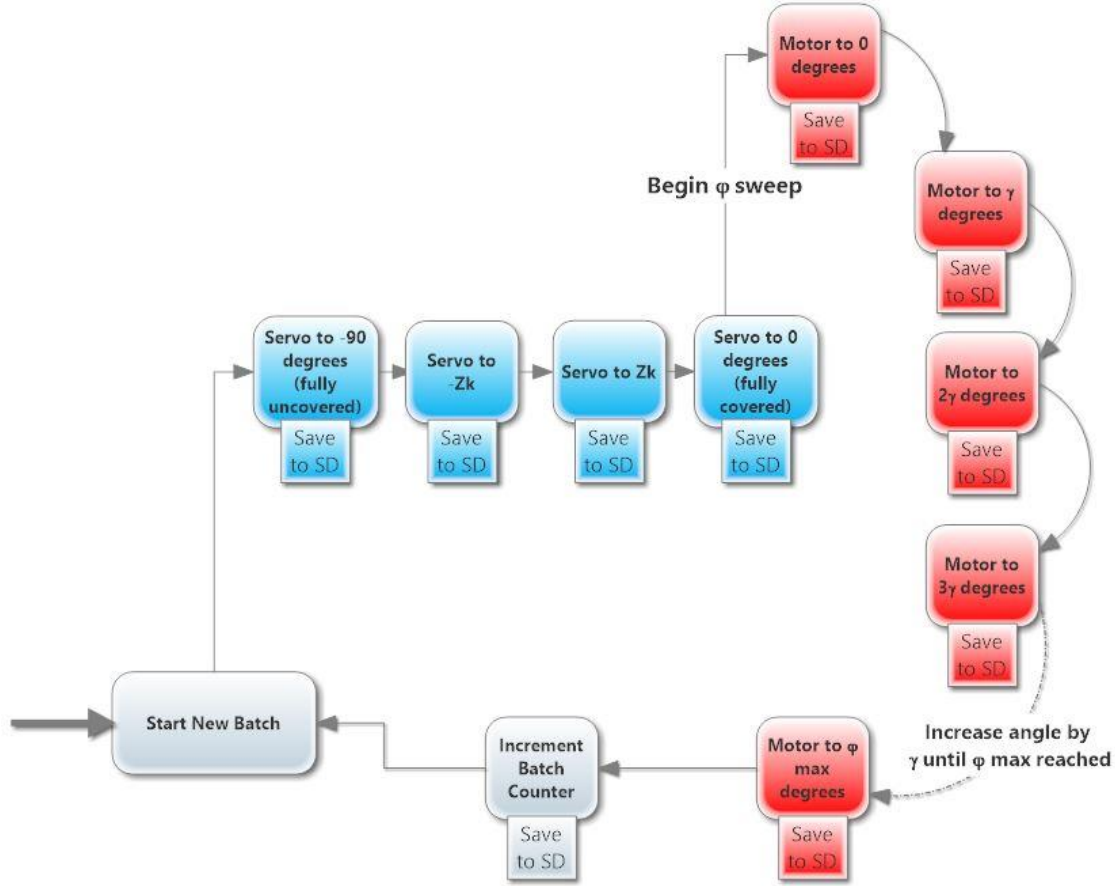 Start New Batch
Servo to -90
degrees
(fully
uncovered)
Save
to SD
Servo to
-Zk
Save
to SD
Servo to Zk
Save
to SD
Servo to 0
degrees
(fully
covered)
Save
to SD
Begin φ sweep
Motor to 0
degrees
Save
to SD
Motor to γ
degrees
Save
to SD
Motor to
2γ degrees
Save
to SD
Motor to
3γ degrees
Save
to SD
Increase angle by
γ until φ max reached
Motor to φ
max
degrees
Save
to SD
Increment
Batch
Counter
Save
to SD